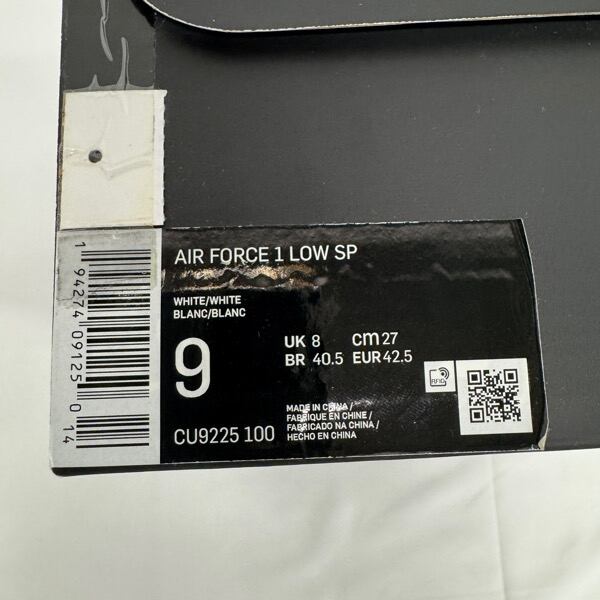 AIR FORCE 1 LOW SP
WHITE/WHITE
BLANC/BLANC
9
UK 8 cm 27
BR 40.5 EUR 42.5
RFID
MADE IN CHINA /
FABRIQUE EN CHINE /
FABRICADO NA CHINA /
HECHO EN CHINA
CU9225 100
1 94274 09125 0 14